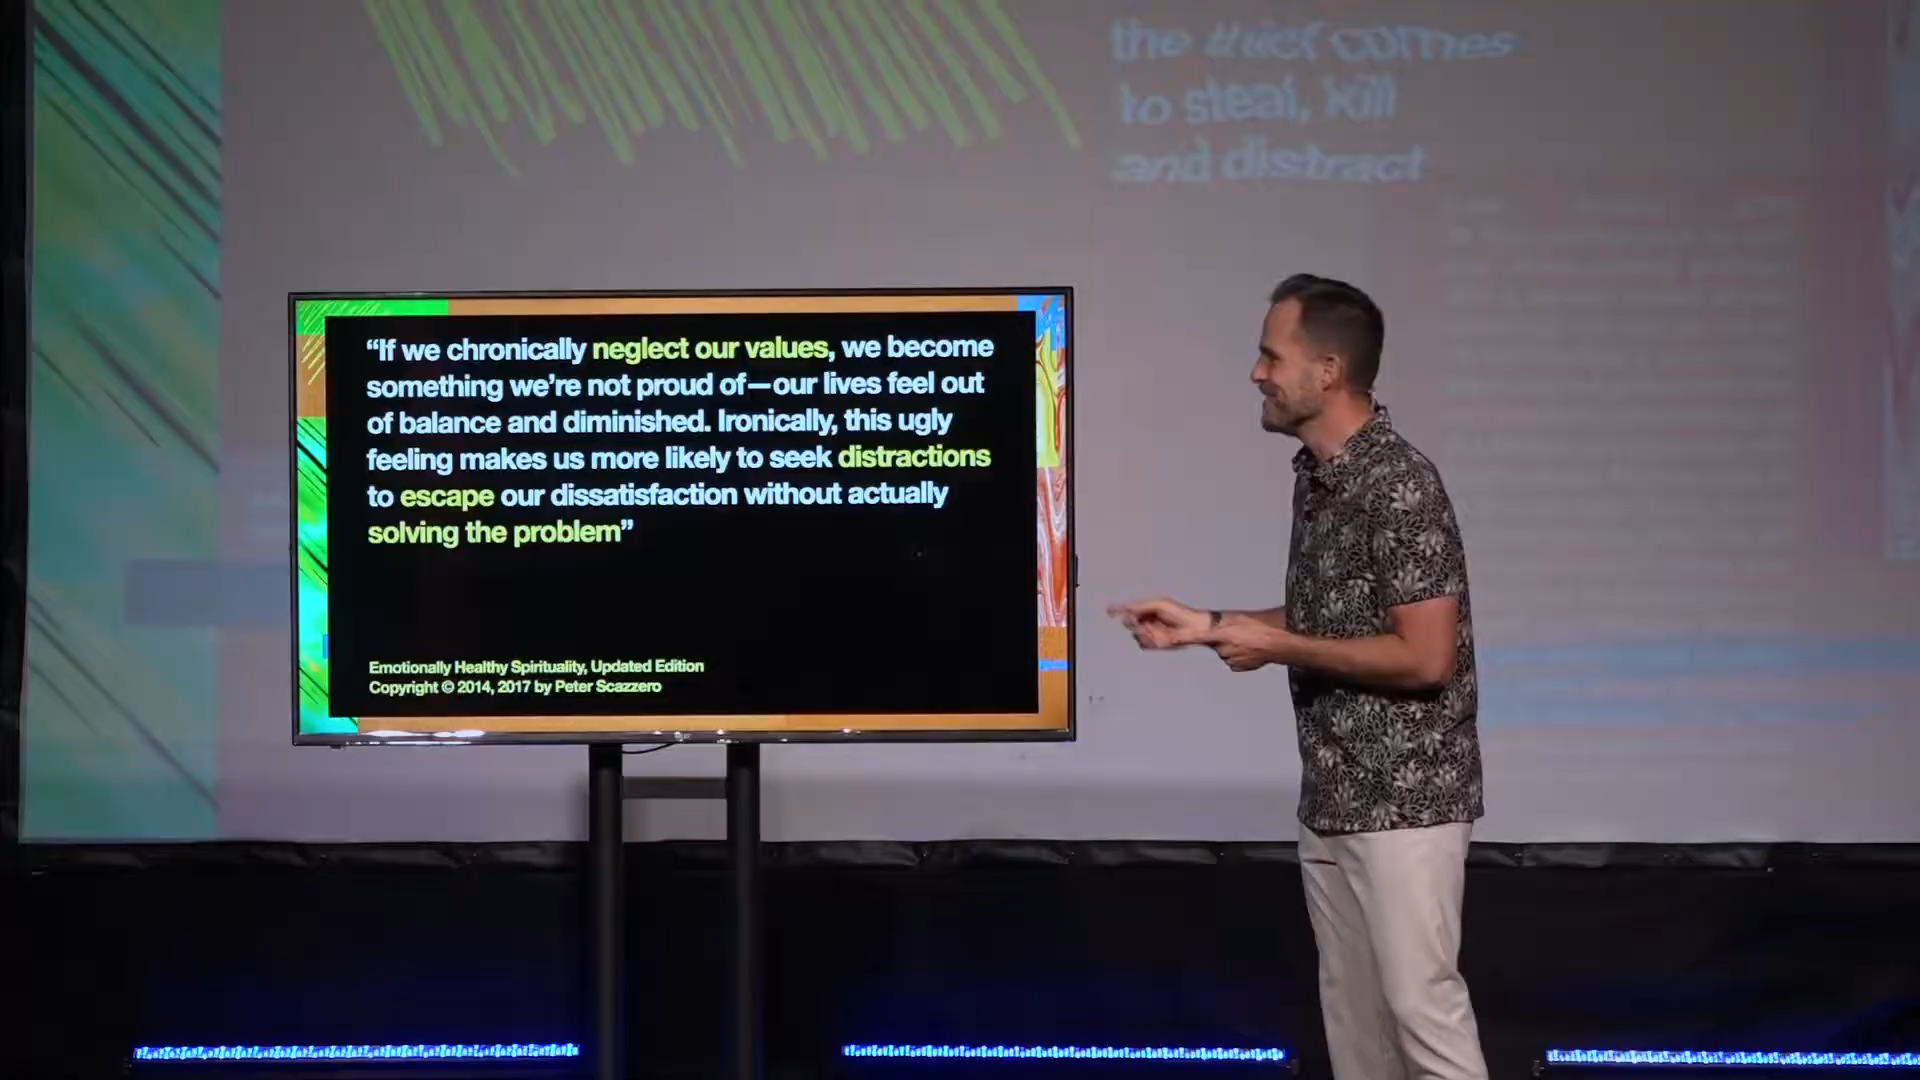 the thief comes
to steal, kill
and distract
“If we chronically neglect our values, we become
something we’re not proud of—our lives feel out
of balance and diminished. Ironically, this ugly
feeling makes us more likely to seek distractions
to escape our dissatisfaction without actually
solving the problem”
Emotionally Healthy Spirituality, Updated Edition
Copyright © 2014, 2017 by Peter Scazzero